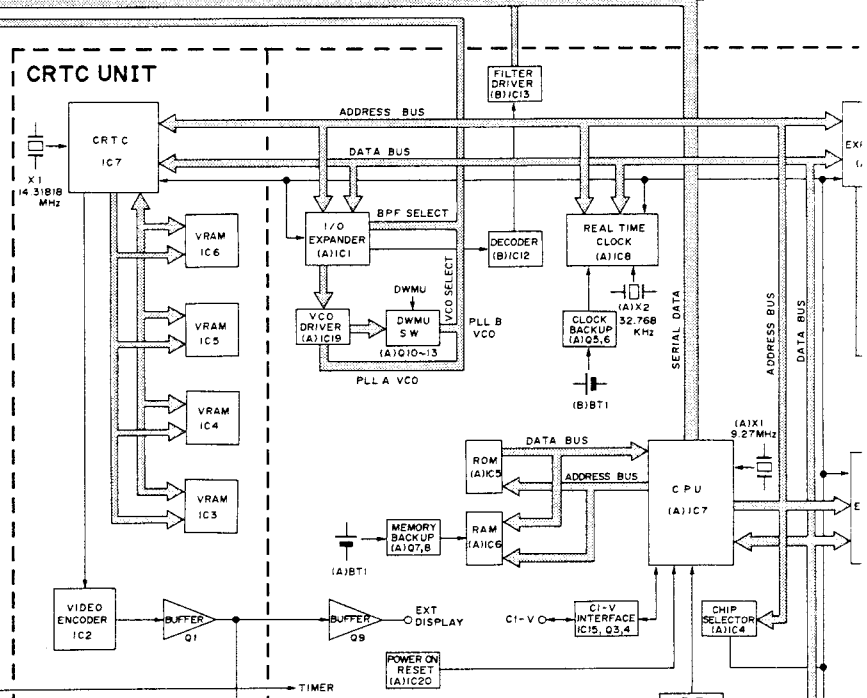 CRTC UNIT
FILTER
DRIVER
(B)IC13
CRTC
IC7
X1
14.31818
MHz
ADDRESS BUS
DATA BUS
EX
VRAM
IC6
VRAM
IC5
VRAM
IC4
VRAM
IC3
I/O
EXPANDER
(A)IC1
BPF SELECT
DECODER
(B)IC12
REAL TIME
CLOCK
(A)IC8
VCO
DRIVER
(A)IC19
DWMU
DWMU
SW
(A)Q10~13
VCO SELECT
PLL B
VCO
PLL A VCO
CLOCK
BACKUP
(A)Q5,6
(A)X2
32.768
KHz
(B)BT1
SERIAL DATA
ADDRESS BUS
DATA BUS
ROM
(A)IC5
DATA BUS
ADDRESS BUS
RAM
(A)IC6
MEMORY
BACKUP
(A)Q7,8
(A)BT1
CPU
(A)IC7
(A)X1
9.27MHz
E
VIDEO
ENCODER
IC2
BUFFER
Q1
BUFFER
Q9
EXT
DISPLAY
CI-V
CI-V
INTERFACE
IC15, Q3,4
CHIP
SELECTOR
(A)IC4
POWER ON
RESET
(A)IC20
TIMER